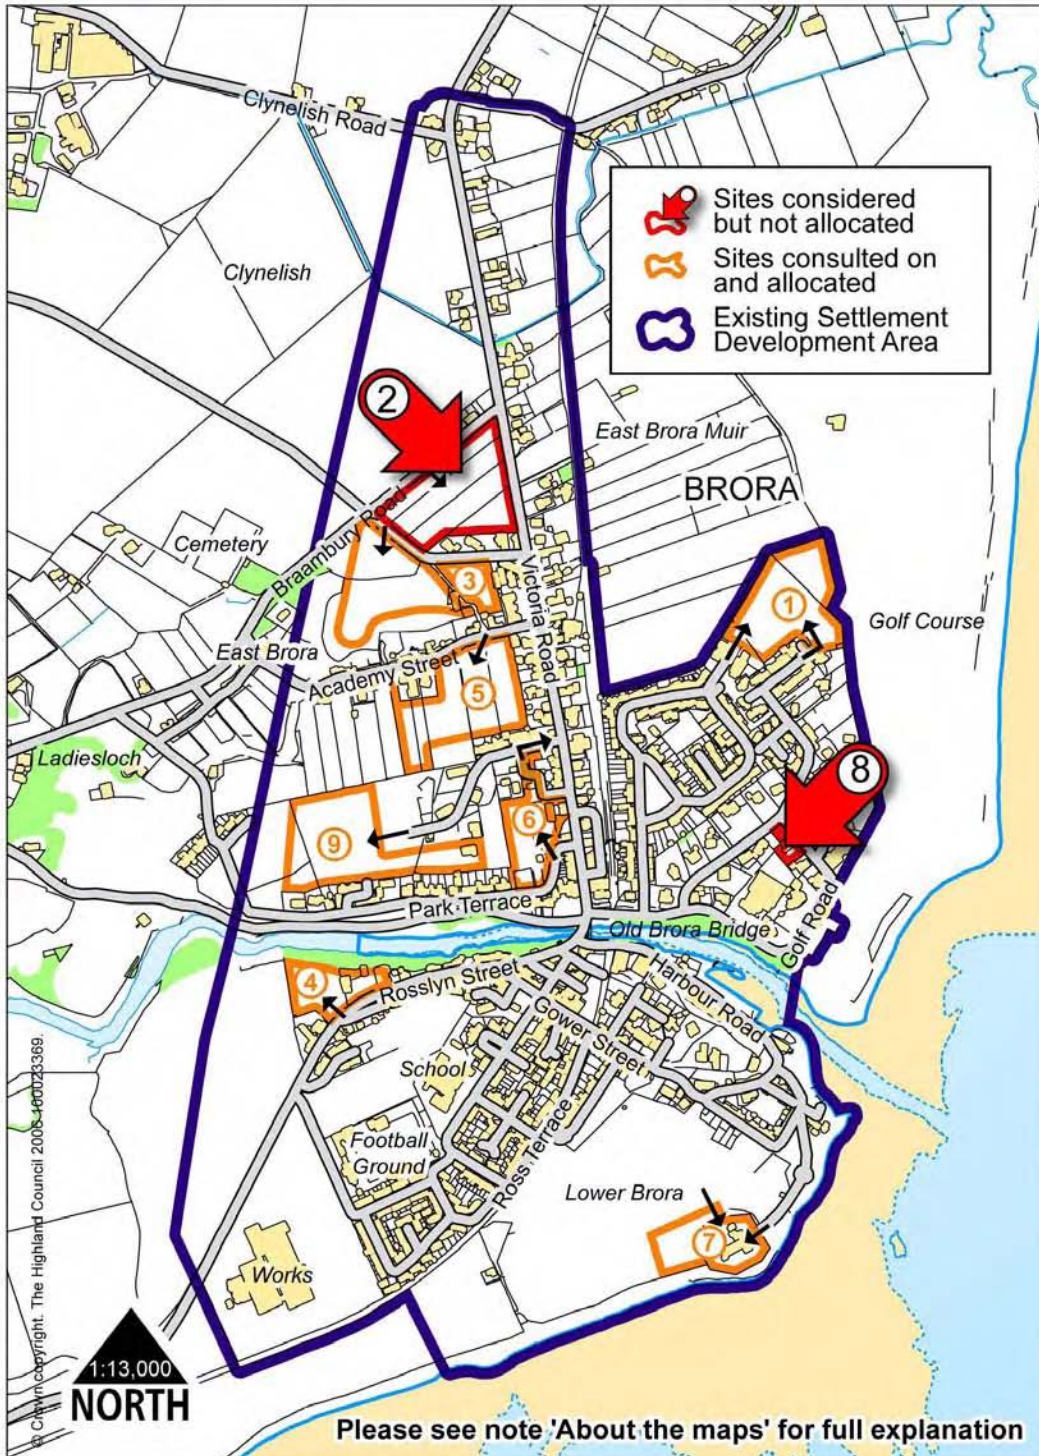 Clynelish Road
Sites considered
but not allocated
Sites consulted on
and allocated
Existing Settlement
Development Area
Clynelish
2
East Brora Muir
BRORA
Braambury Road
Cemetery
Victoria Road
3
1
Golf Course
East Brora
Academy Street
5
Ladiesloch
8
6
9
Park Terrace
Old Brora Bridge
Golf Road
4
Rosslyn Street
Harbour Road
Gower Street
School
Football
Ground
Ross Terrace
Lower Brora
7
Works
© Crown copyright. The Highland Council 2006 100023369.
1:13,000
NORTH
Please see note 'About the maps' for full explanation